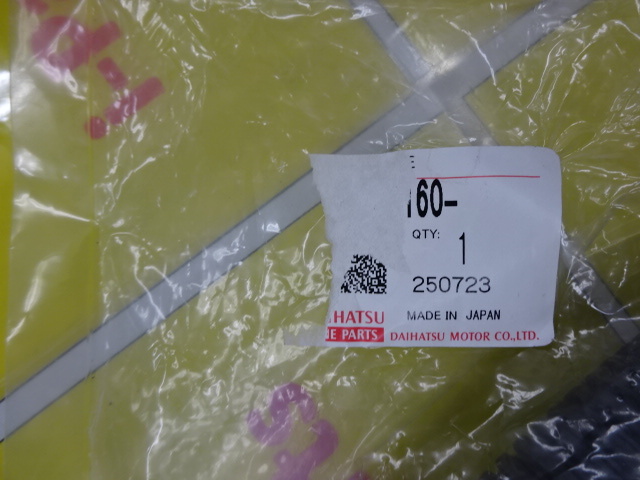 160-
QTY:
1
250723
HATSU
MADE IN JAPAN
PARTS
DAIHATSU MOTOR CO.,LTD.